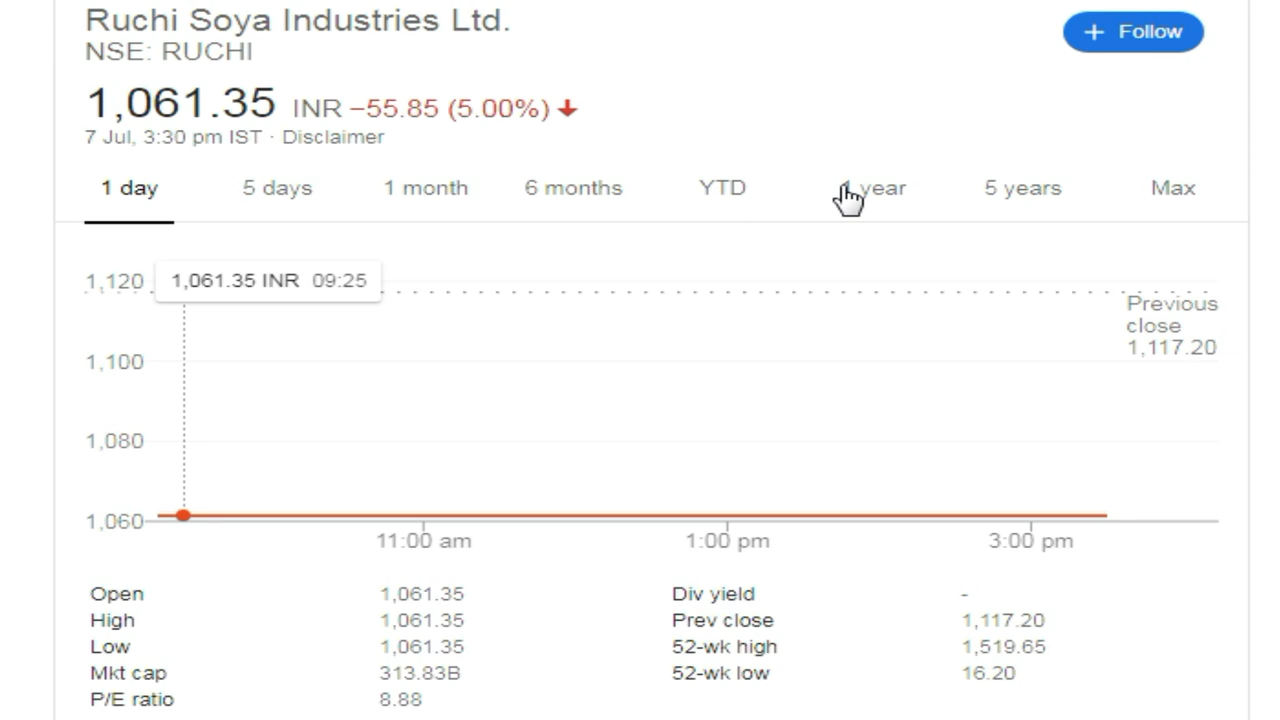 Ruchi Soya Industries Ltd.
+ Follow
NSE: RUCHI
1,061.35 INR −55.85 (5.00%)
7 Jul, 3:30 pm IST · Disclaimer
1 day 5 days 1 month 6 months YTD 1 year 5 years Max
1,120
1,061.35 INR 09:25
Previous
close
1,117.20
1,100
1,080
1,060
11:00 am 1:00 pm 3:00 pm
Open 1,061.35 Div yield -
High 1,061.35 Prev close 1,117.20
Low 1,061.35 52-wk high 1,519.65
Mkt cap 313.83B 52-wk low 16.20
P/E ratio 8.88